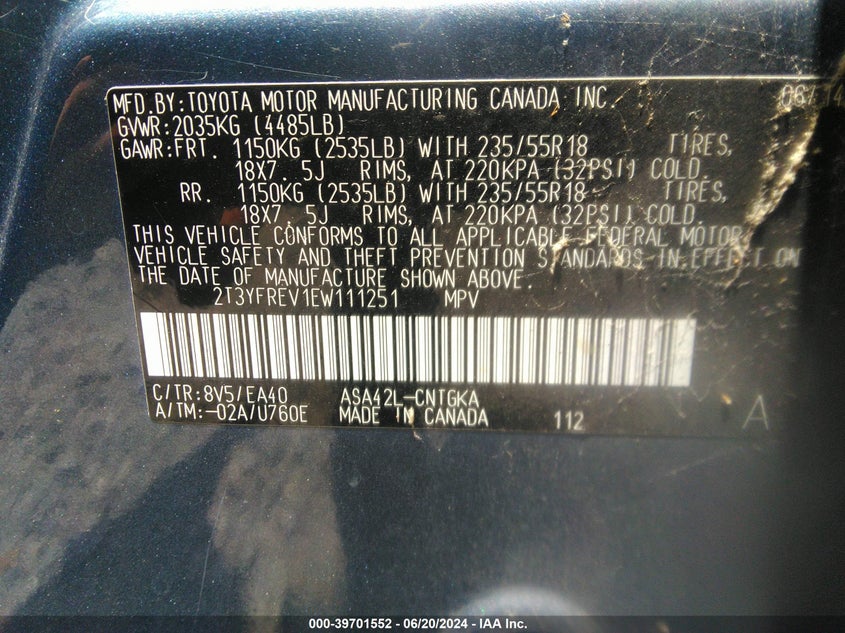 MFD.BY:TOYOTA MOTOR MANUFACTURING CANADA INC. 06/14
GVWR:2035KG (4485LB)
GAWR:FRT. 1150KG (2535LB) WITH 235/55R18 TIRES,
18X7.5J RIMS, AT 220KPA (32PSI) COLD.
RR. 1150KG (2535LB) WITH 235/55R18 TIRES,
18X7.5J RIMS, AT 220KPA (32PSI) COLD.
THIS VEHICLE CONFORMS TO ALL APPLICABLE FEDERAL MOTOR
VEHICLE SAFETY AND THEFT PREVENTION STANDARDS IN EFFECT ON
THE DATE OF MANUFACTURE SHOWN ABOVE.
2T3YFREV1EW111251 MPV
C/TR:8V5/EA40 ASA42L-CNTGKA
A/TM:-02A/U760E MADE IN CANADA 112 A
000-39701552 - 06/20/2024 - IAA Inc.